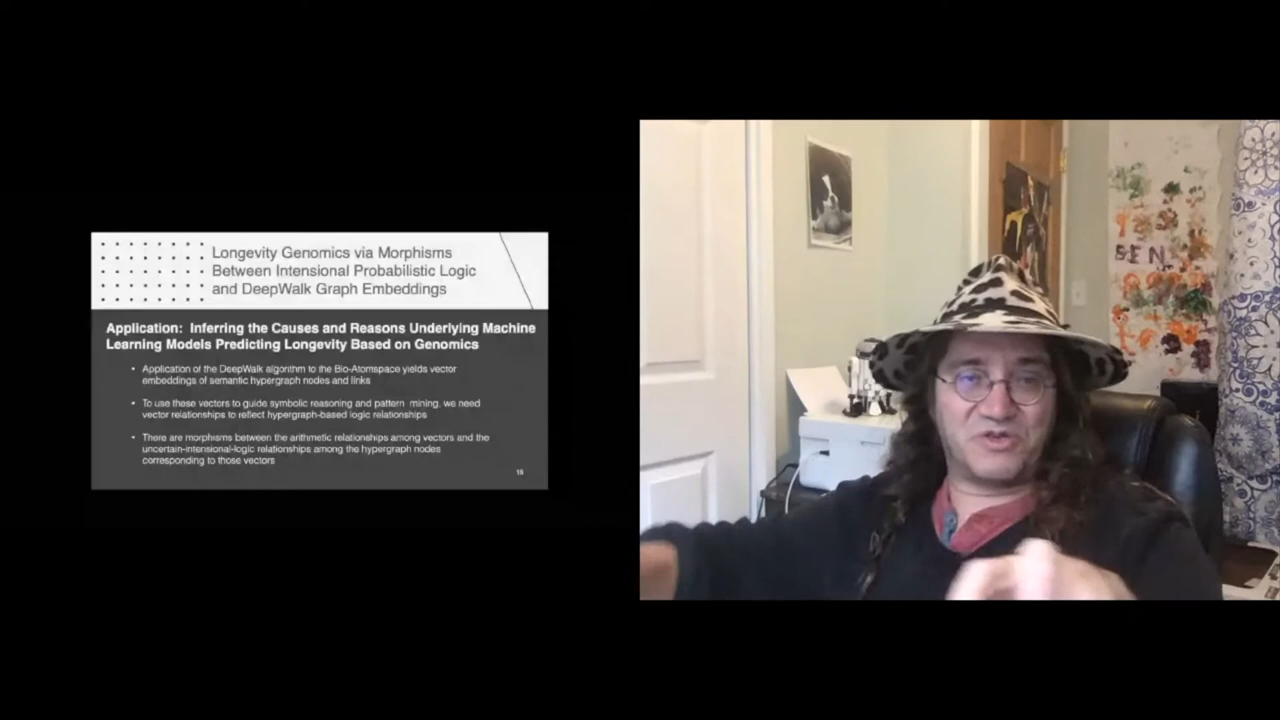 Longevity Genomics via Morphisms
Between Intensional Probabilistic Logic
and DeepWalk Graph Embeddings
Application: Inferring the Causes and Reasons Underlying Machine
Learning Models Predicting Longevity Based on Genomics
• Application of the DeepWalk algorithm to the Bio-Atomspace yields vector
embeddings of semantic hypergraph nodes and links
• To use these vectors to guide symbolic reasoning and pattern mining, we need
vector relationships to reflect hypergraph-based logic relationships
• There are morphisms between the arithmetic relationships among vectors and the
uncertain-intensional-logic relationships among the hypergraph nodes
corresponding to those vectors
BEN